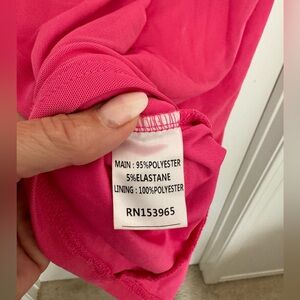 MAIN : 95%POLYESTER
5%ELASTANE
LINING : 100%POLYESTER
RN153965